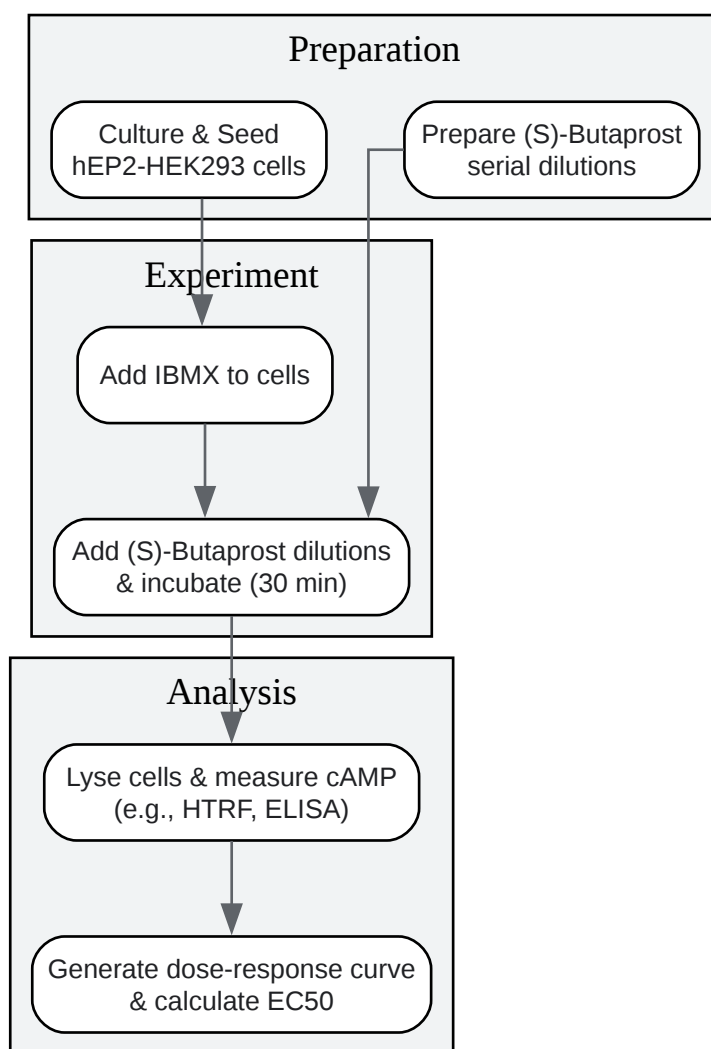 Preparation
Culture & Seed
hEP2-HEK293 cells
Prepare (S)-Butaprost
serial dilutions
Experiment
Add IBMX to cells
Add (S)-Butaprost dilutions
& incubate (30 min)
Analysis
Lyse cells & measure cAMP
(e.g., HTRF, ELISA)
Generate dose-response curve
& calculate EC50